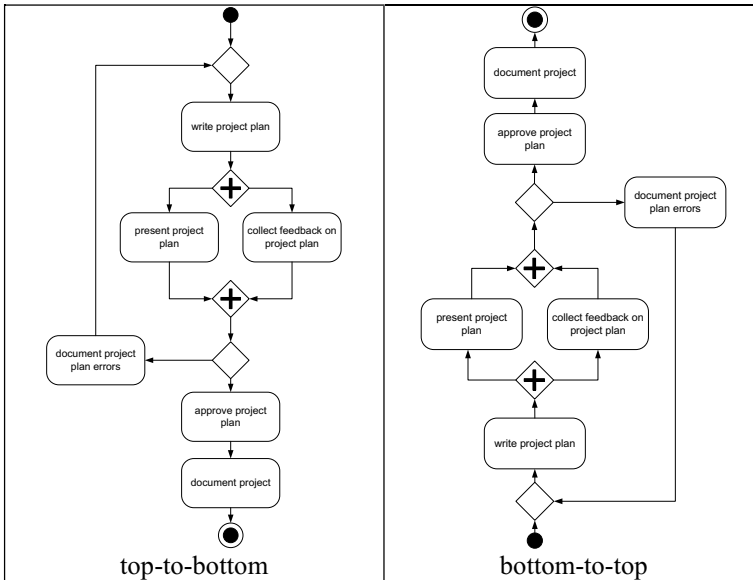 write project plan
present project
plan
collect feedback on
project plan
document project
plan errors
approve project
plan
document project
top-to-bottom
document project
approve project
plan
document project
plan errors
present project
plan
collect feedback on
project plan
write project plan
bottom-to-top